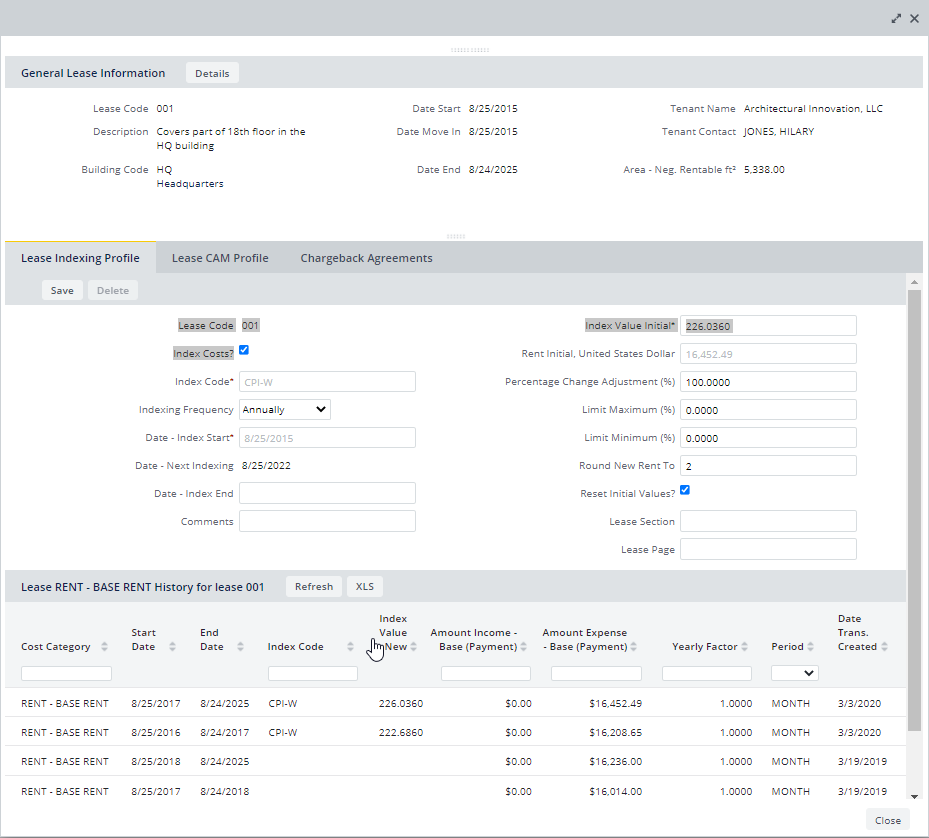 General Lease Information Details
Lease Code 001 Date Start 8/25/2015 Tenant Name Architectural Innovation, LLC
Description Covers part of 18th floor in the Date Move In 8/25/2015 Tenant Contact JONES, HILARY
HQ building
Building Code HQ Date End 8/24/2025 Area - Neg. Rentable ft² 5,338.00
Headquarters
Lease Indexing Profile Lease CAM Profile Chargeback Agreements
Save Delete
Lease Code 001 Index Value Initial* 226.0360
Index Costs? Rent Initial, United States Dollar 16,452.49
Index Code* CPI-W Percentage Change Adjustment (%) 100.0000
Indexing Frequency Annually Limit Maximum (%) 0.0000
Date - Index Start* 8/25/2015 Limit Minimum (%) 0.0000
Date - Next Indexing 8/25/2022 Round New Rent To 2
Date - Index End Reset Initial Values?
Comments Lease Section
Lease Page
Lease RENT - BASE RENT History for lease 001 Refresh XLS
Index Date
Start End Value Amount Income - Amount Expense Trans.
Cost Category Date Date Index Code New Base (Payment) - Base (Payment) Yearly Factor Period Created
RENT - BASE RENT 8/25/2017 8/24/2025 CPI-W 226.0360 $0.00 $16,452.49 1.0000 MONTH 3/3/2020
RENT - BASE RENT 8/25/2016 8/24/2017 CPI-W 222.6860 $0.00 $16,208.65 1.0000 MONTH 3/3/2020
RENT - BASE RENT 8/25/2018 8/24/2025 $0.00 $16,236.00 1.0000 MONTH 3/19/2019
RENT - BASE RENT 8/25/2017 8/24/2018 $0.00 $16,014.00 1.0000 MONTH 3/19/2019
Close